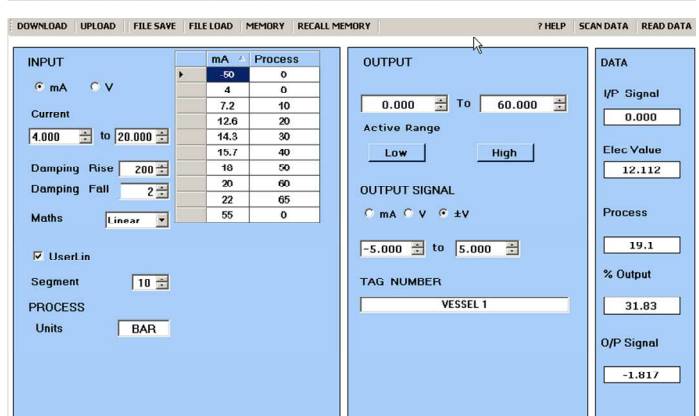 DOWNLOAD UPLOAD FILE SAVE FILE LOAD MEMORY RECALL MEMORY ? HELP SCAN DATA READ DATA
INPUT
mA V
Current
4.000 to 20.000
Damping Rise 200
Damping Fall 2
Maths Linear
UserLin
Segment 10
PROCESS
Units BAR
mA Process
-50 0
4 0
7.2 10
12.6 20
14.3 30
15.7 40
18 50
20 60
22 65
55 0
OUTPUT
0.000 To 60.000
Active Range
Low High
OUTPUT SIGNAL
mA V ±V
-5.000 to 5.000
TAG NUMBER
VESSEL 1
DATA
I/P Signal
0.000
Elec Value
12.112
Process
19.1
% Output
31.83
O/P Signal
-1.817